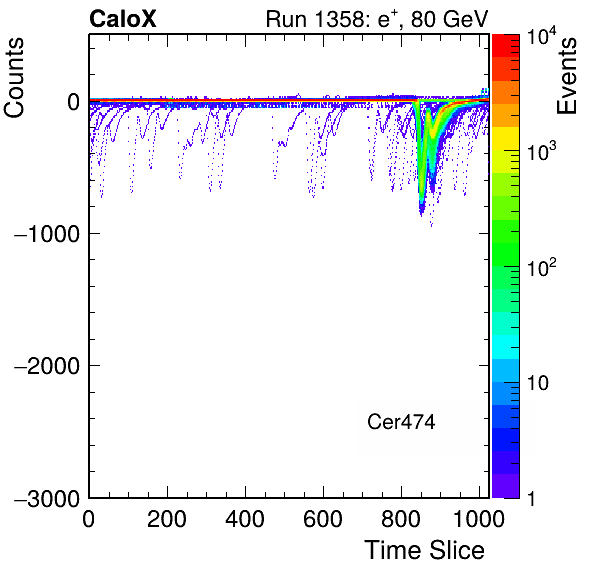 CaloX Run 1358: e⁺, 80 GeV
Counts
Events
0
−1000
−2000
−3000
0 200 400 600 800 1000
Time Slice
Cer474
10⁴
10³
10²
10
1